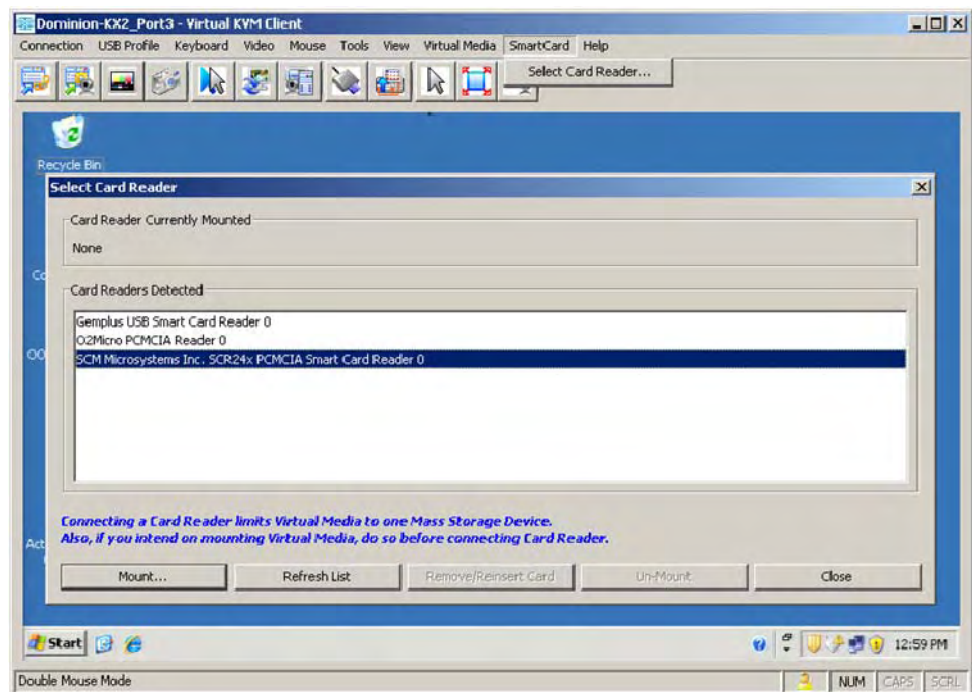 Dominion-KX2_Port3 - Virtual KVM Client
Connection USB Profile Keyboard Video Mouse Tools View Virtual Media SmartCard Help
Select Card Reader...
Recycle Bin
Select Card Reader
Card Reader Currently Mounted
None
Co
Card Readers Detected
Gemplus USB Smart Card Reader 0
O2Micro PCMCIA Reader 0
OO
SCM Microsystems Inc. SCR24x PCMCIA Smart Card Reader 0
Connecting a Card Reader limits Virtual Media to one Mass Storage Device.
Also, if you intend on mounting Virtual Media, do so before connecting Card Reader.
Act
Mount... Refresh List Remove/Reinsert Card Un-Mount Close
Start 12:59 PM
Double Mouse Mode NUM CAPS SCRL